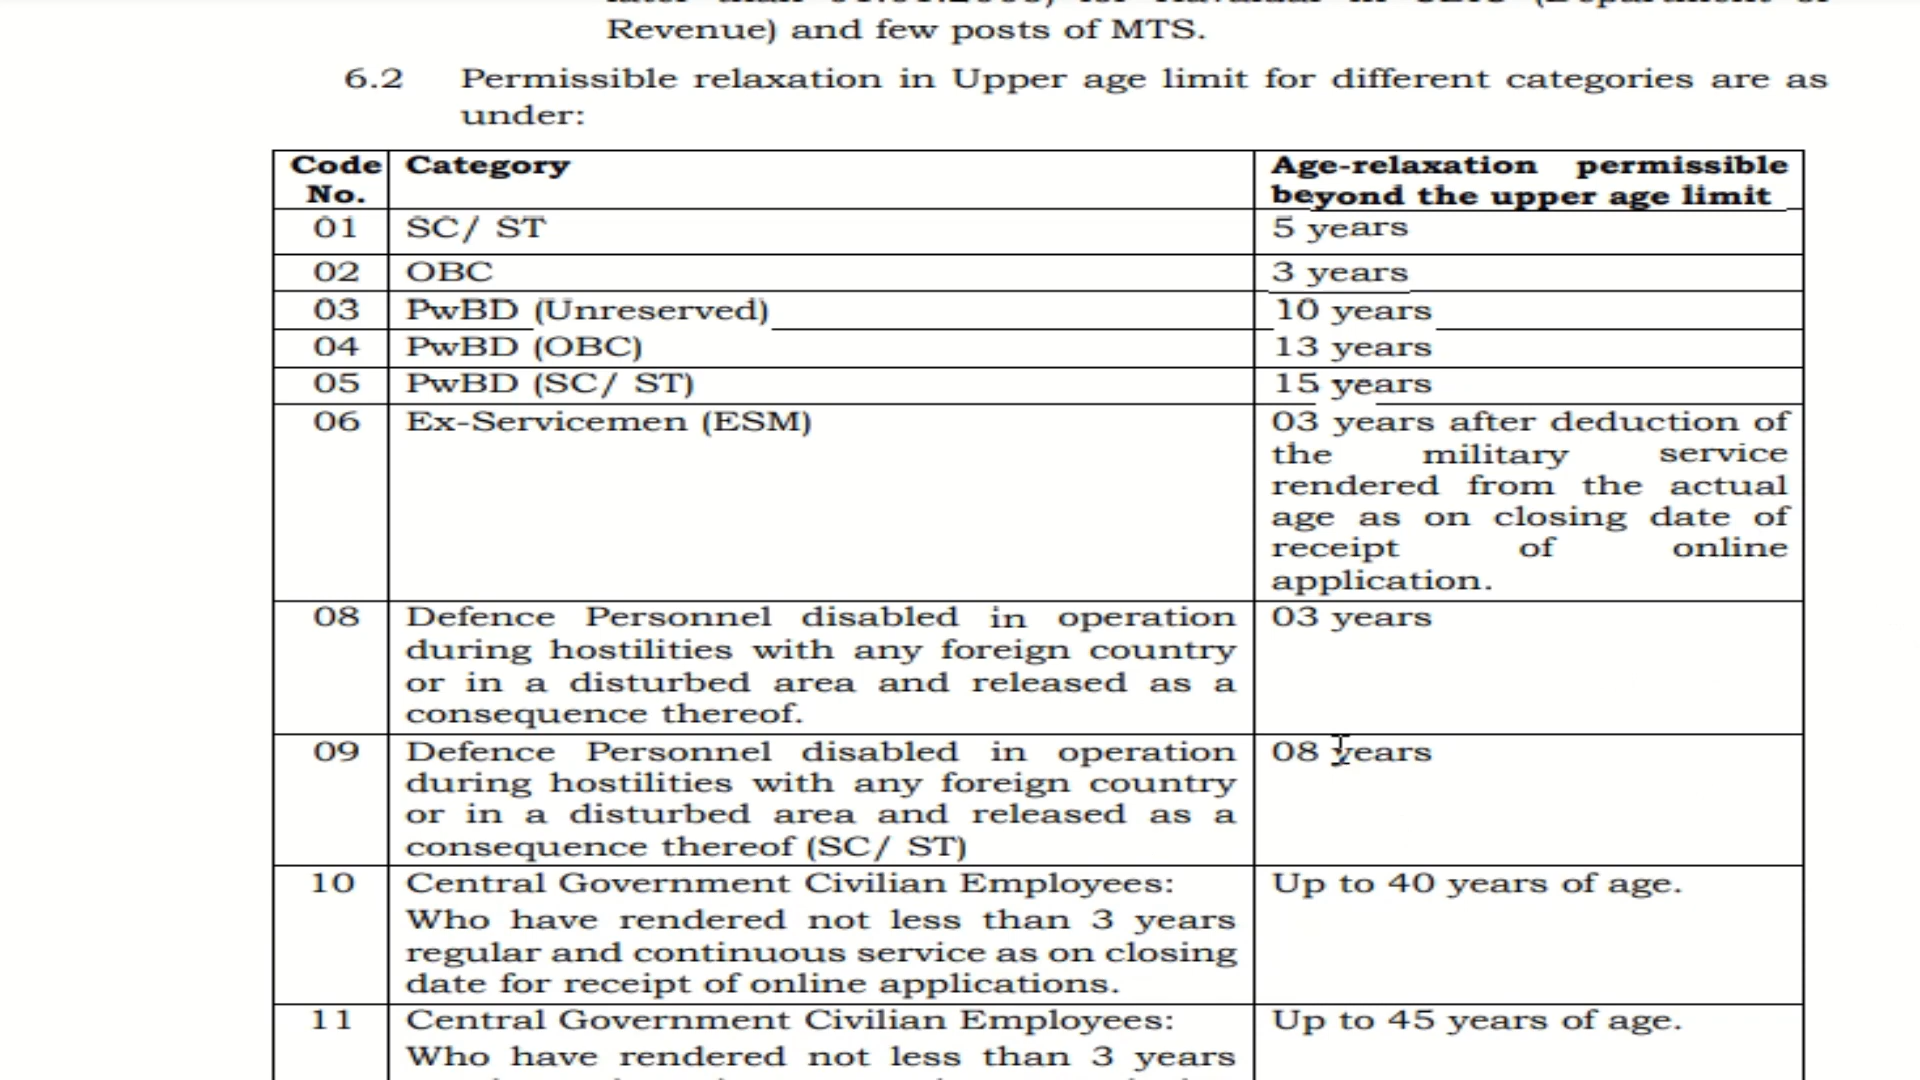 Revenue) and few posts of MTS.
6.2 Permissible relaxation in Upper age limit for different categories are as
under:
Code No. Category Age-relaxation permissible beyond the upper age limit
01 SC/ ST 5 years
02 OBC 3 years
03 PwBD (Unreserved) 10 years
04 PwBD (OBC) 13 years
05 PwBD (SC/ ST) 15 years
06 Ex-Servicemen (ESM) 03 years after deduction of
the military service
rendered from the actual
age as on closing date of
receipt of online
application.
08 Defence Personnel disabled in operation 03 years
during hostilities with any foreign country
or in a disturbed area and released as a
consequence thereof.
09 Defence Personnel disabled in operation 08 years
during hostilities with any foreign country
or in a disturbed area and released as a
consequence thereof (SC/ ST)
10 Central Government Civilian Employees: Up to 40 years of age.
Who have rendered not less than 3 years
regular and continuous service as on closing
date for receipt of online applications.
11 Central Government Civilian Employees: Up to 45 years of age.
Who have rendered not less than 3 years